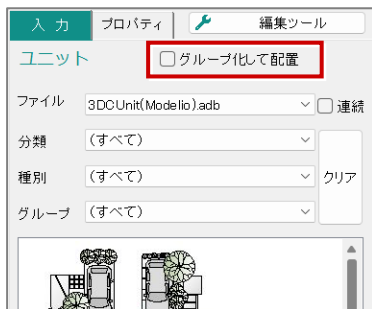 入 力 プロパティ 編集ツール
ユニット □グループ化して配置
ファイル 3DCUnit(Modelio).adb □連続
分類 (すべて)
種別 (すべて) クリア
グループ (すべて)